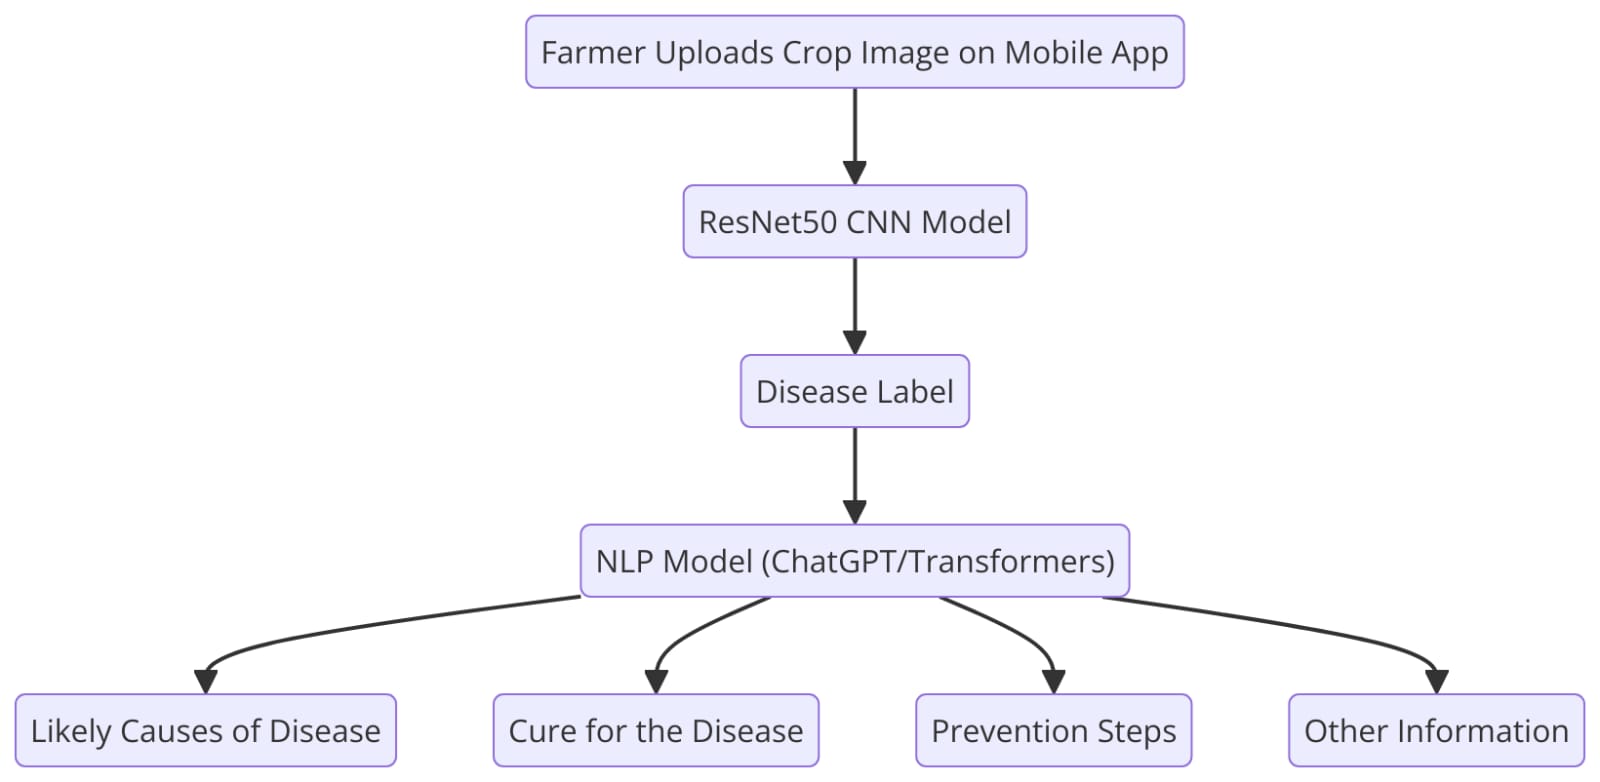 Farmer Uploads Crop Image on Mobile App
ResNet50 CNN Model
Disease Label
NLP Model (ChatGPT/Transformers)
Likely Causes of Disease
Cure for the Disease
Prevention Steps
Other Information